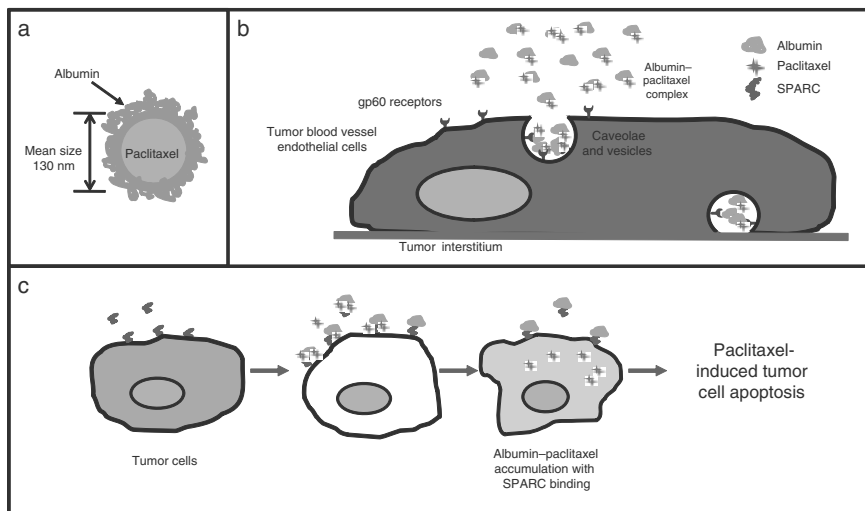 a
Albumin
Mean size
130 nm
Paclitaxel
b
Albumin
Paclitaxel
SPARC
Albumin–
paclitaxel
complex
gp60 receptors
Tumor blood vessel
endothelial cells
Caveolae
and vesicles
Tumor interstitium
c
Tumor cells
Albumin–paclitaxel
accumulation with
SPARC binding
Paclitaxel-
induced tumor
cell apoptosis